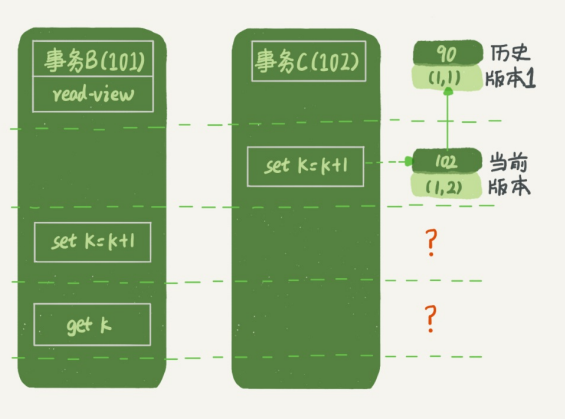 事务B(101)
read-view
事务C(102)
90
(1,1)
历史
版本1
set k=k+1
102
(1,2)
当前
版本
set k=k+1
?
get k
?